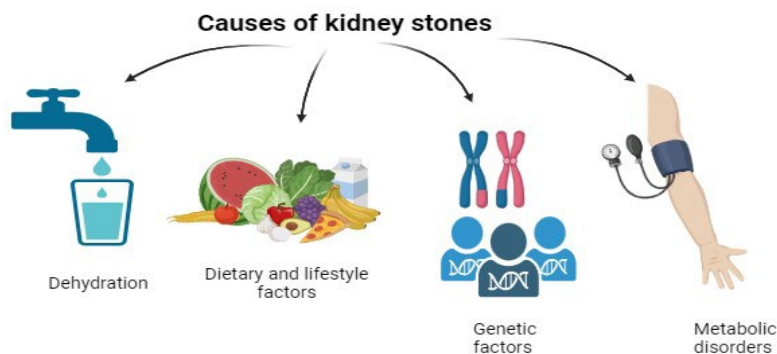 Causes of kidney stones
Dehydration
Dietary and lifestyle
factors
Genetic
factors
Metabolic
disorders